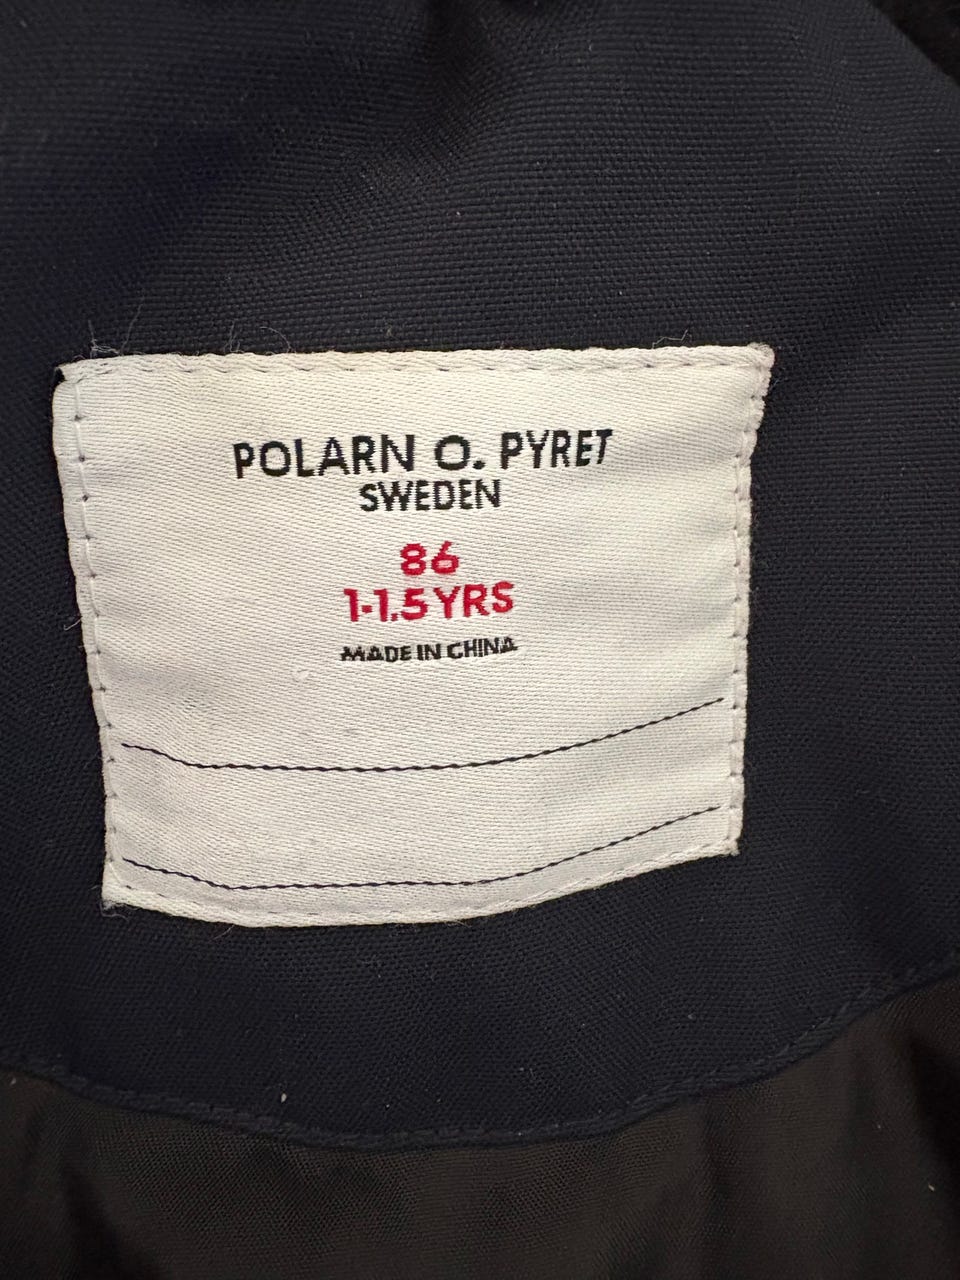 POLARN O. PYRET
SWEDEN
86
1-1.5 YRS
MADE IN CHINA